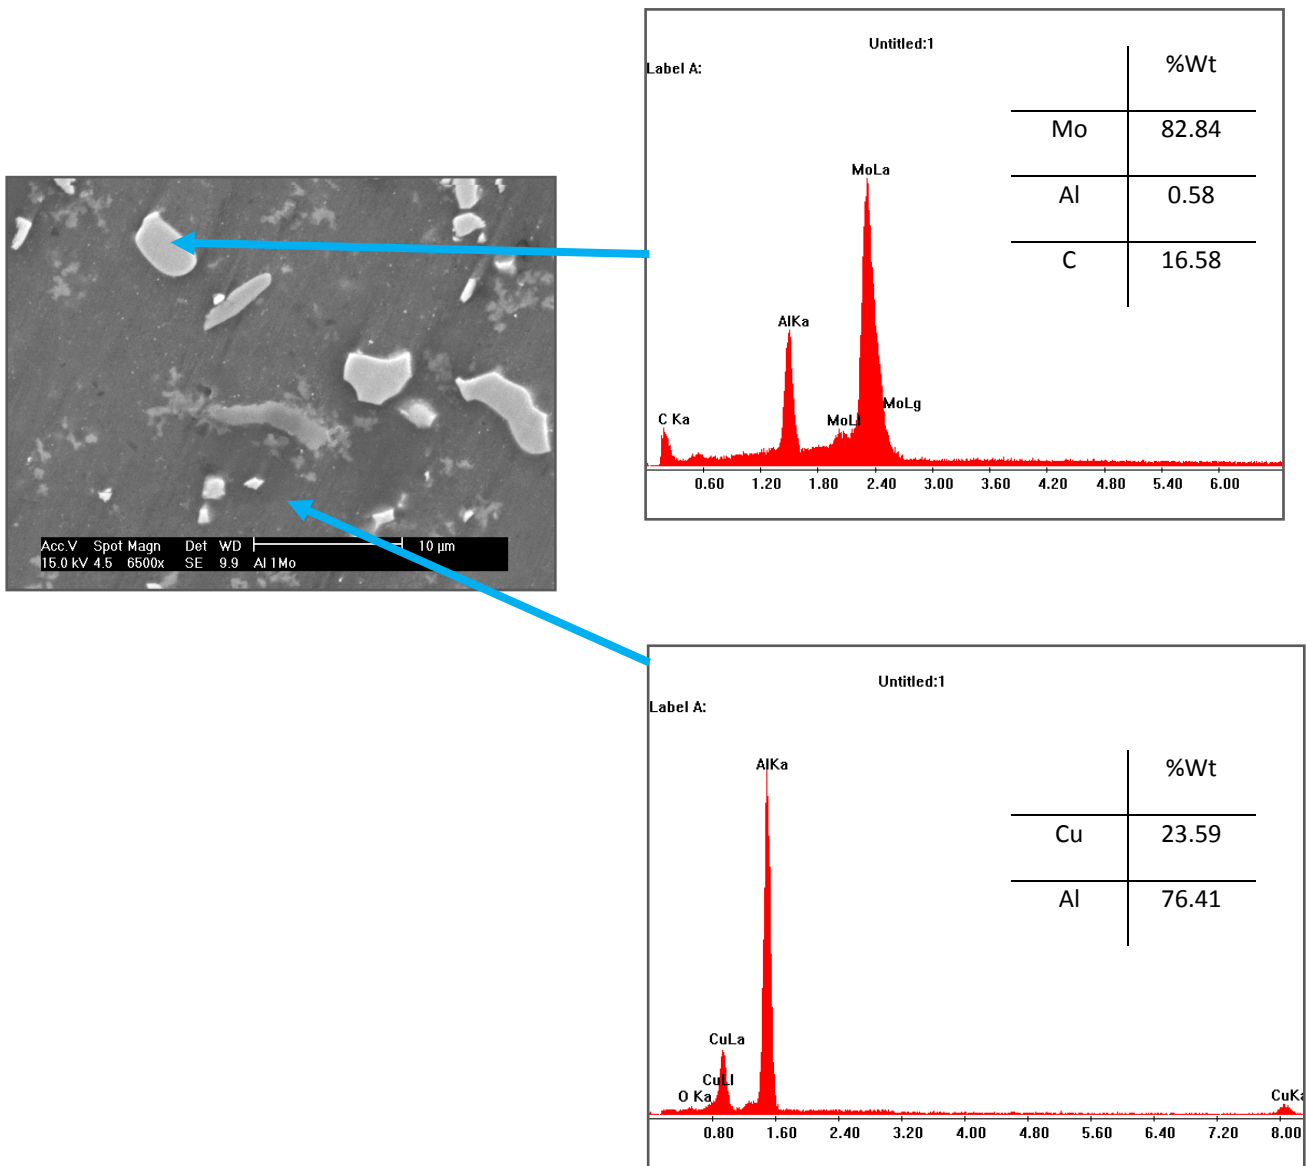 Untitled:1
Label A:
%Wt
Mo 82.84
Al 0.58
C 16.58
MoLa
AlKa
C Ka
MoLl
MoLg
0.60 1.20 1.80 2.40 3.00 3.60 4.20 4.80 5.40 6.00
Acc.V Spot Magn Det WD 10 µm
15.0 kV 4.5 6500x SE 9.9 Al 1Mo
Untitled:1
Label A:
%Wt
Cu 23.59
Al 76.41
AlKa
CuLa
CuLl
O Ka
CuKa
0.80 1.60 2.40 3.20 4.00 4.80 5.60 6.40 7.20 8.00